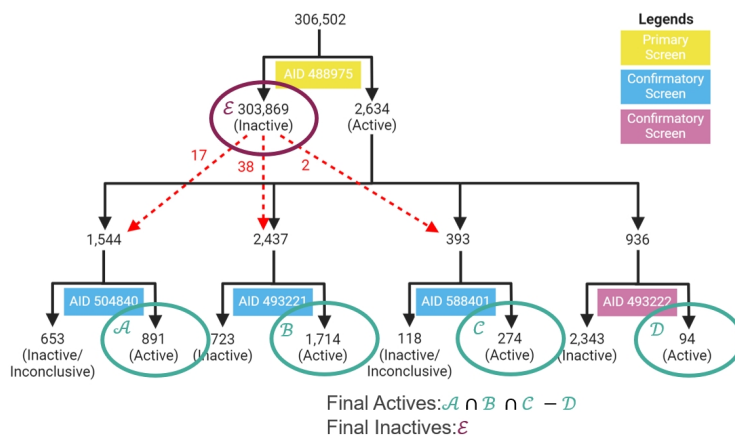 306,502
Legends
Primary
Screen
Confirmatory
Screen
Confirmatory
Screen
AID 488975
ℰ 303,869
(Inactive)
2,634
(Active)
17
38
2
1,544
2,437
393
936
AID 504840
AID 493221
AID 588401
AID 493222
653
(Inactive/
Inconclusive)
𝒜
891
(Active)
723
(Inactive)
ℬ
1,714
(Active)
118
(Inactive/
Inconclusive)
𝒞
274
(Active)
2,343
(Inactive)
𝒟
94
(Active)
Final Actives:𝒜 ∩ ℬ ∩ 𝒞 − 𝒟
Final Inactives:ℰ